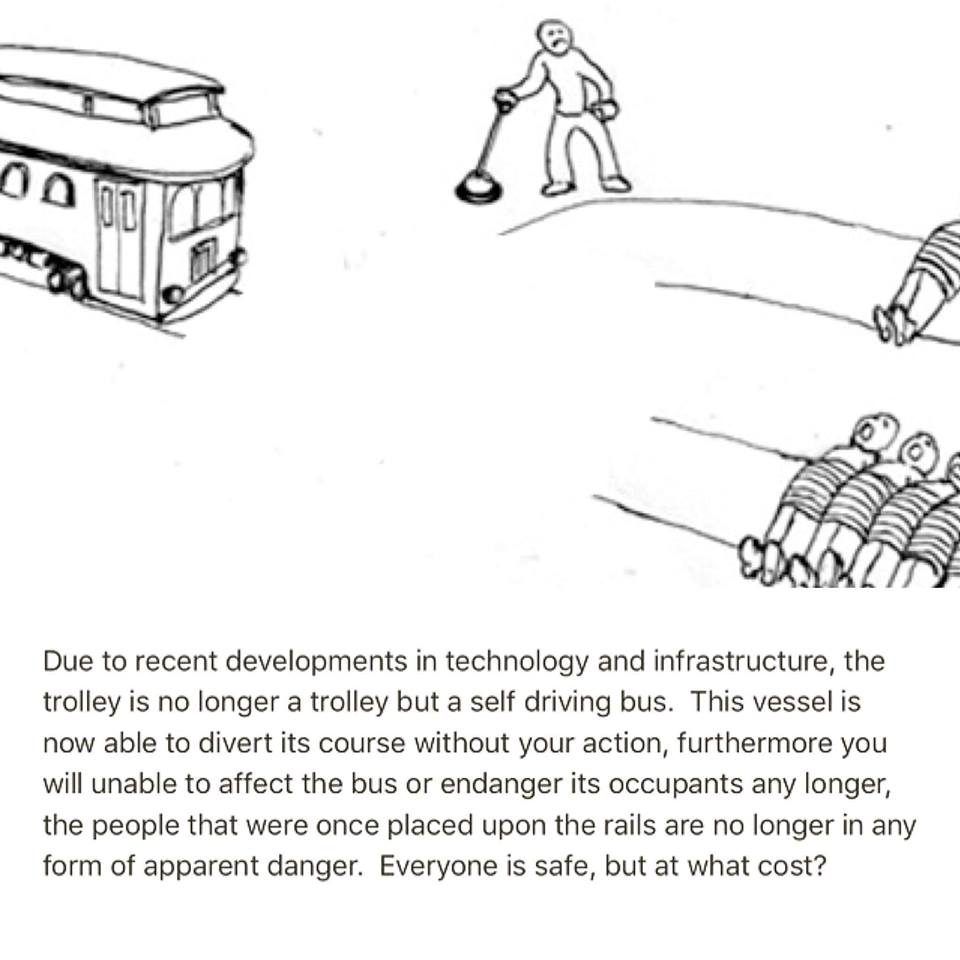 Due to recent developments in technology and infrastructure, the
trolley is no longer a trolley but a self driving bus.  This vessel is
now able to divert its course without your action, furthermore you
will unable to affect the bus or endanger its occupants any longer,
the people that were once placed upon the rails are no longer in any
form of apparent danger.  Everyone is safe, but at what cost?